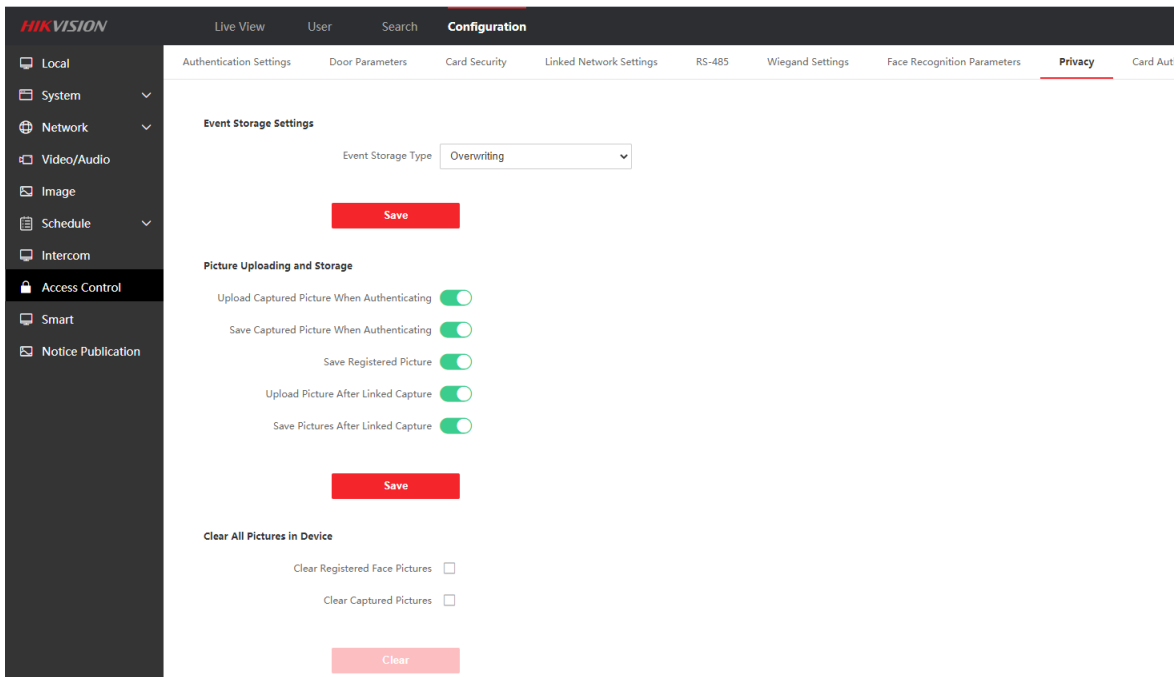 HIKVISION
Live View User Search Configuration
Local
System
Network
Video/Audio
Image
Schedule
Intercom
Access Control
Smart
Notice Publication
Authentication Settings Door Parameters Card Security Linked Network Settings RS-485 Wiegand Settings Face Recognition Parameters Privacy Card Aut
Event Storage Settings
Event Storage Type Overwriting
Save
Picture Uploading and Storage
Upload Captured Picture When Authenticating
Save Captured Picture When Authenticating
Save Registered Picture
Upload Picture After Linked Capture
Save Pictures After Linked Capture
Save
Clear All Pictures in Device
Clear Registered Face Pictures
Clear Captured Pictures
Clear